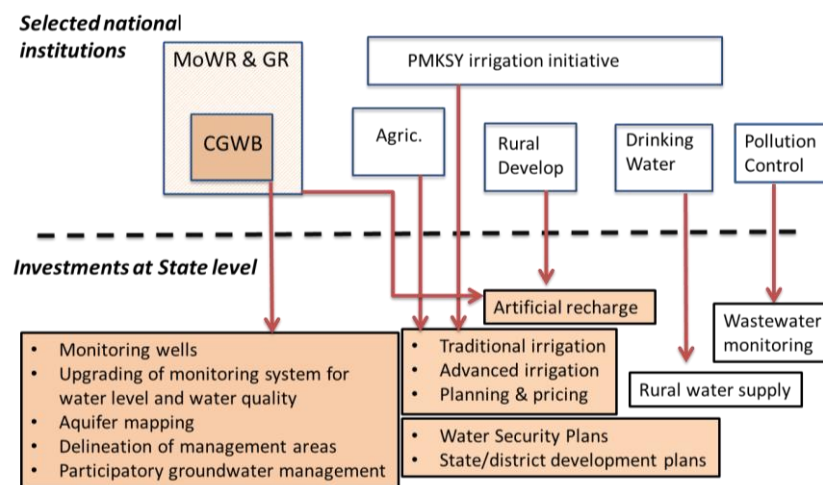 Selected national
institutions
MoWR & GR
CGWB
PMKSY irrigation initiative
Agric.
Rural
Develop
Drinking
Water
Pollution
Control
Investments at State level
Artificial recharge
Wastewater
monitoring
• Monitoring wells
• Upgrading of monitoring system for
water level and water quality
• Aquifer mapping
• Delineation of management areas
• Participatory groundwater management
• Traditional irrigation
• Advanced irrigation
• Planning & pricing
Rural water supply
• Water Security Plans
• State/district development plans